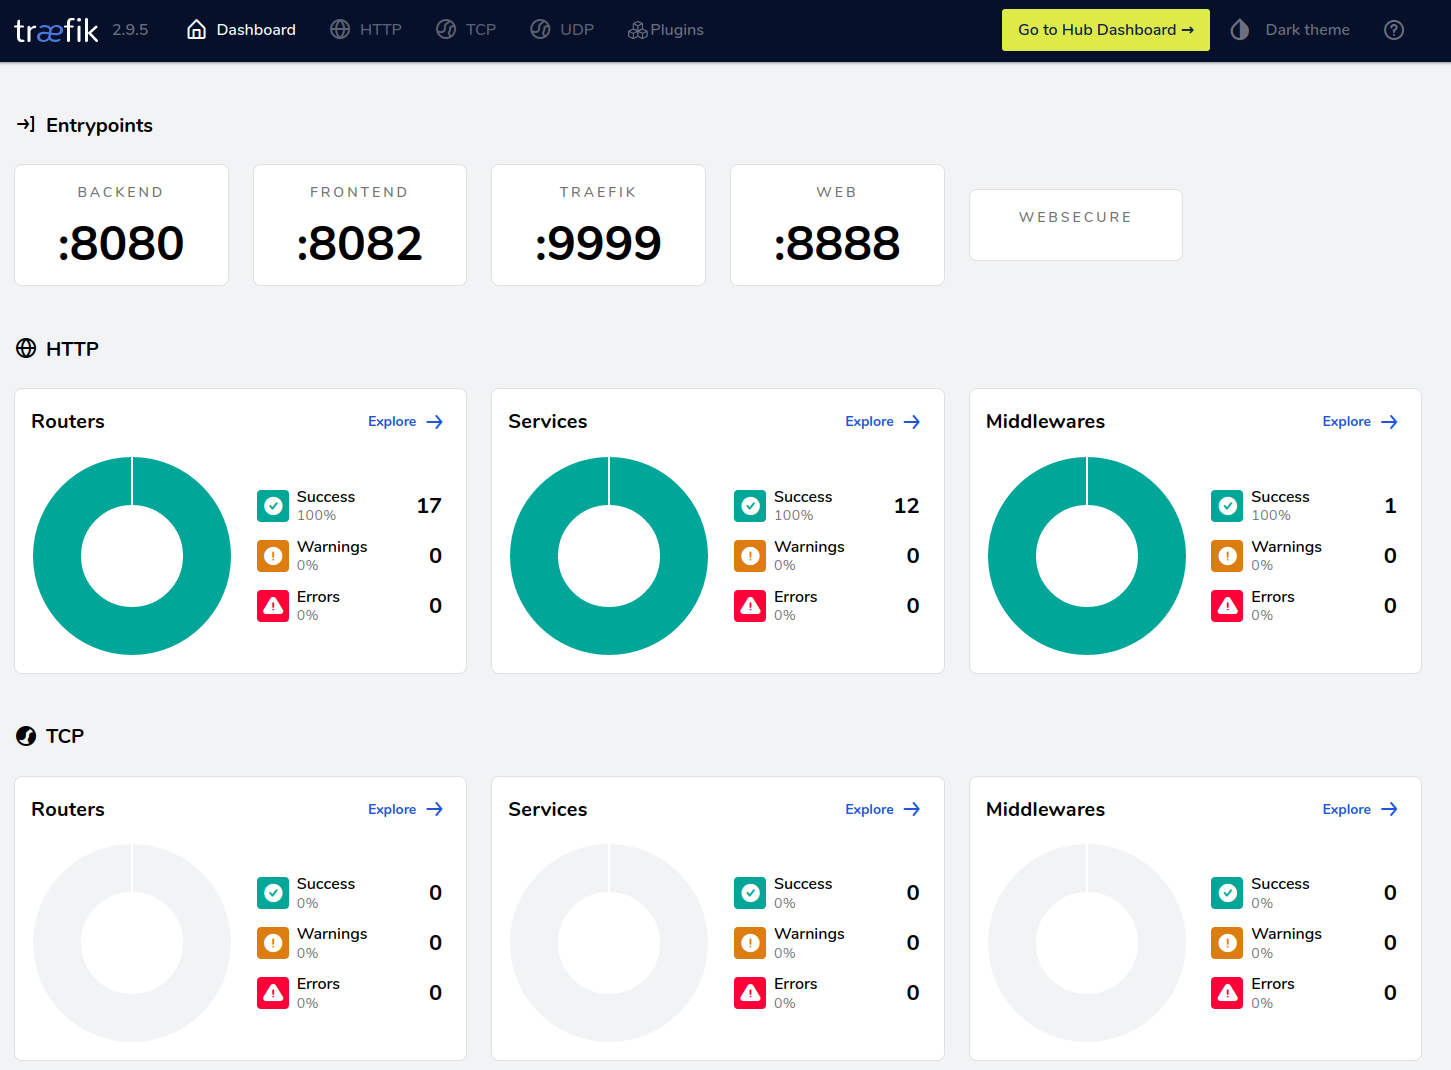 træfik 2.9.5 Dashboard HTTP TCP UDP Plugins Go to Hub Dashboard → Dark theme
Entrypoints
BACKEND
:8080
FRONTEND
:8082
TRAEFIK
:9999
WEB
:8888
WEBSECURE
HTTP
Routers Explore
Success 17
100%
Warnings 0
0%
Errors 0
0%
Services Explore
Success 12
100%
Warnings 0
0%
Errors 0
0%
Middlewares Explore
Success 1
100%
Warnings 0
0%
Errors 0
0%
TCP
Routers Explore
Success 0
0%
Warnings 0
0%
Errors 0
0%
Services Explore
Success 0
0%
Warnings 0
0%
Errors 0
0%
Middlewares Explore
Success 0
0%
Warnings 0
0%
Errors 0
0%